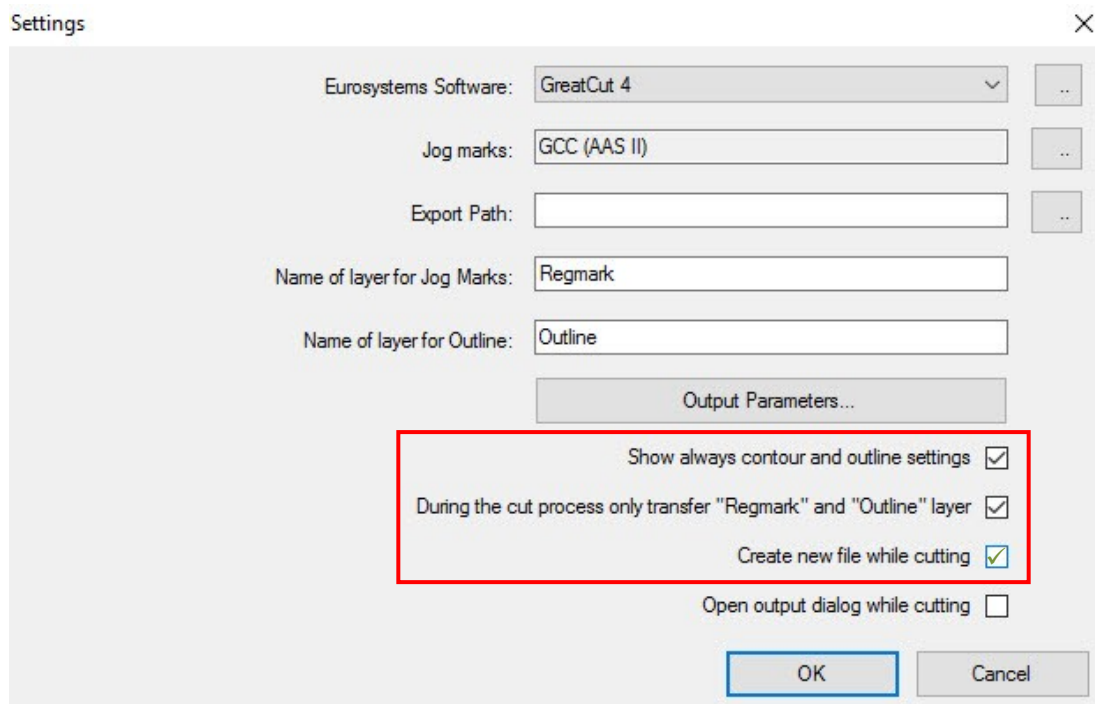 Settings
Eurosystems Software: GreatCut 4 ..
Jog marks: GCC (AAS II) ..
Export Path: ..
Name of layer for Jog Marks: Regmark
Name of layer for Outline: Outline
Output Parameters...
Show always contour and outline settings
During the cut process only transfer "Regmark" and "Outline" layer
Create new file while cutting
Open output dialog while cutting
OK Cancel